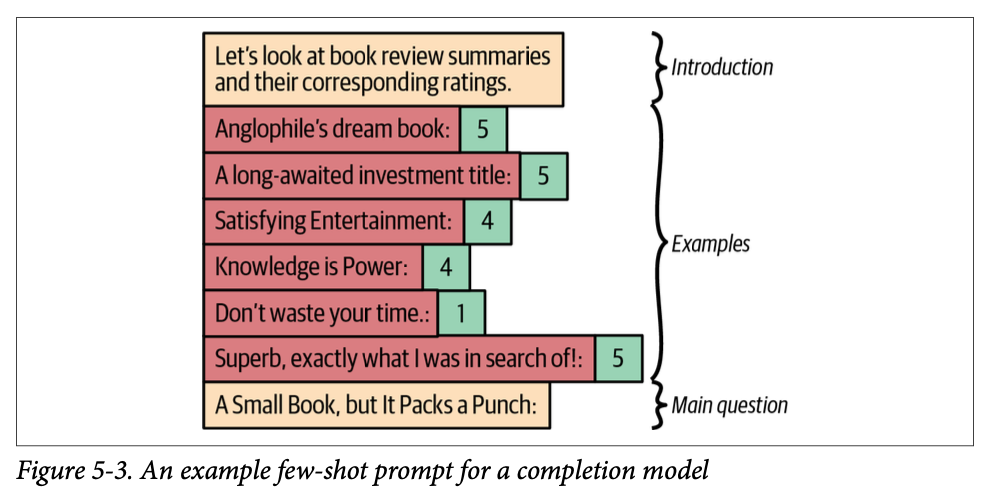 Let's look at book review summaries
and their corresponding ratings.
Introduction
Anglophile's dream book: 5
A long-awaited investment title: 5
Satisfying Entertainment: 4
Examples
Knowledge is Power: 4
Don't waste your time.: 1
Superb, exactly what I was in search of!: 5
A Small Book, but It Packs a Punch:
Main question
Figure 5-3. An example few-shot prompt for a completion model